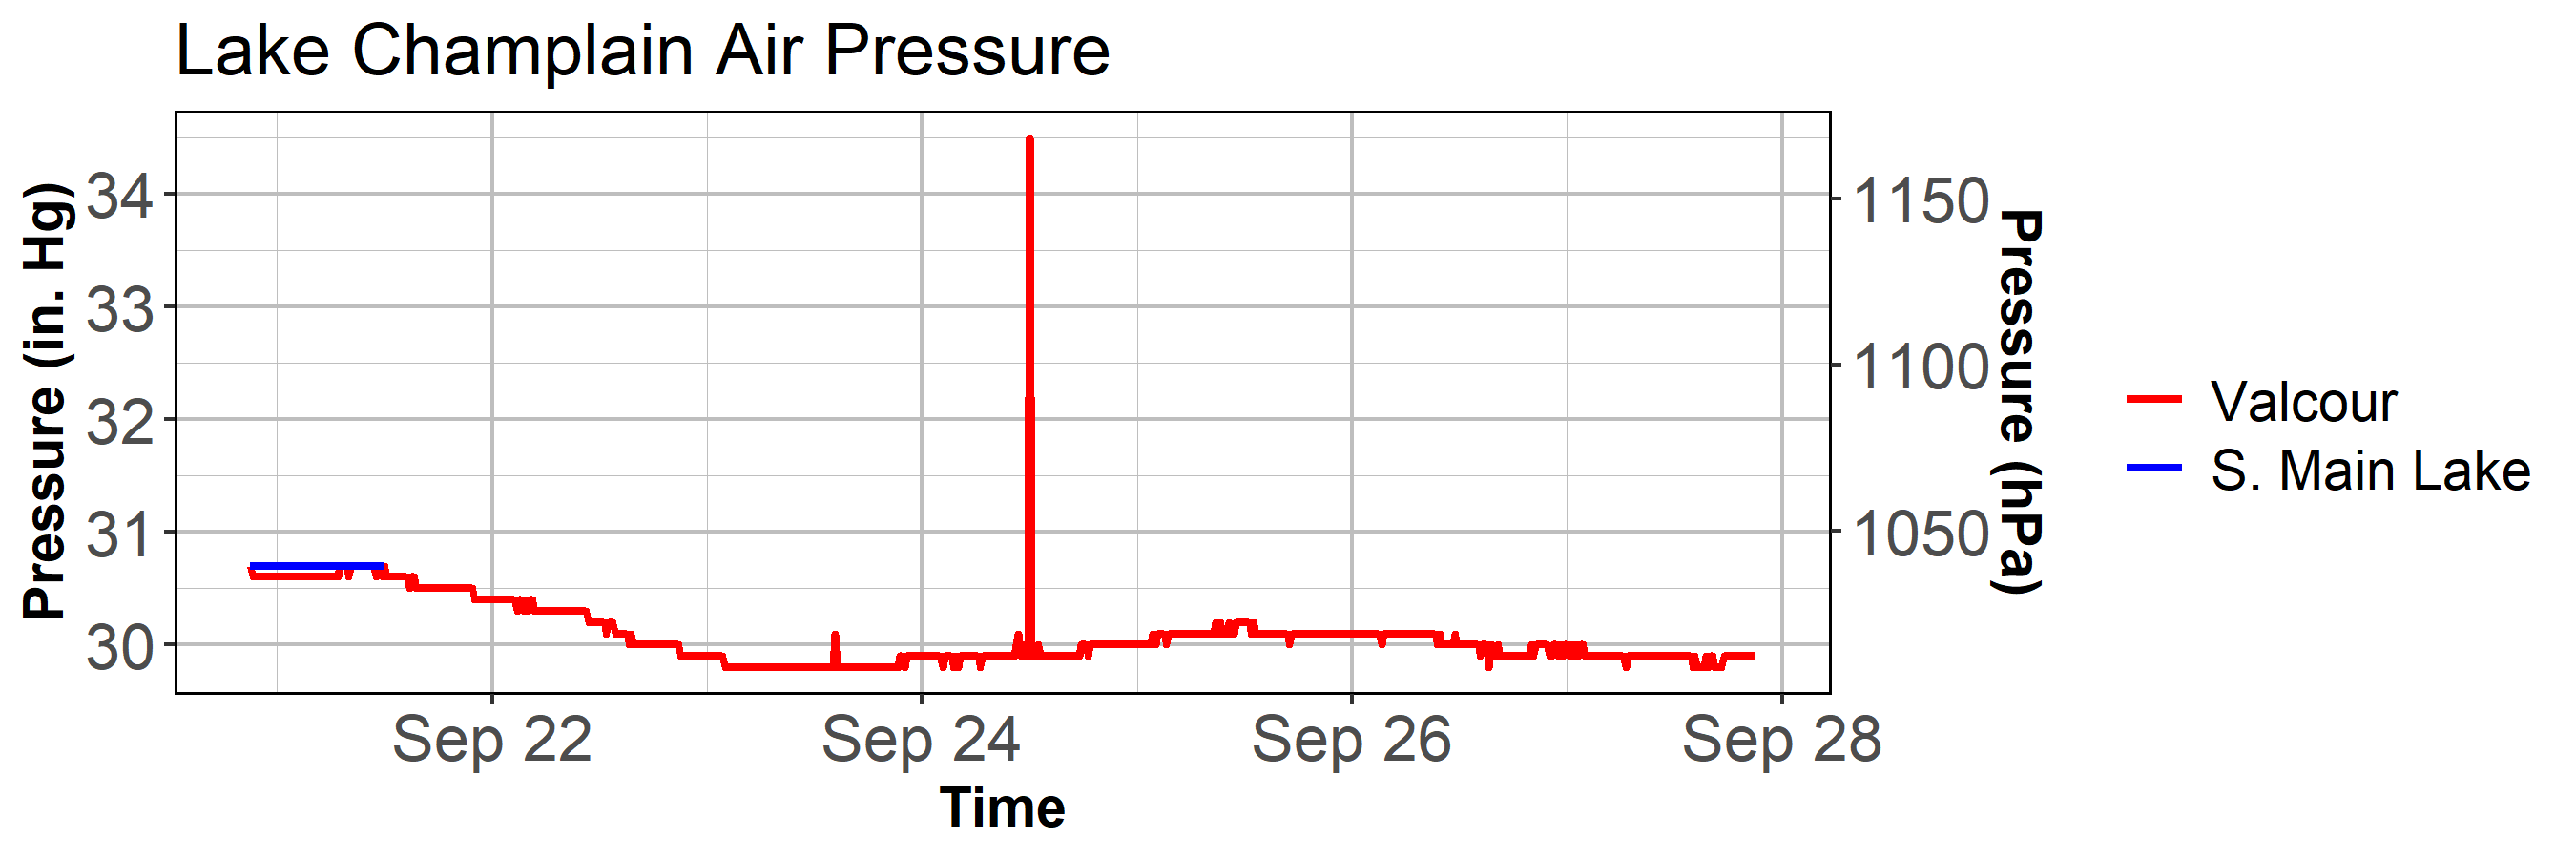 Lake Champlain Air Pressure
Pressure (in. Hg)
34
33
32
31
30
1150
1100
1050
Pressure (hPa)
Valcour
S. Main Lake
Sep 22
Sep 24
Sep 26
Sep 28
Time